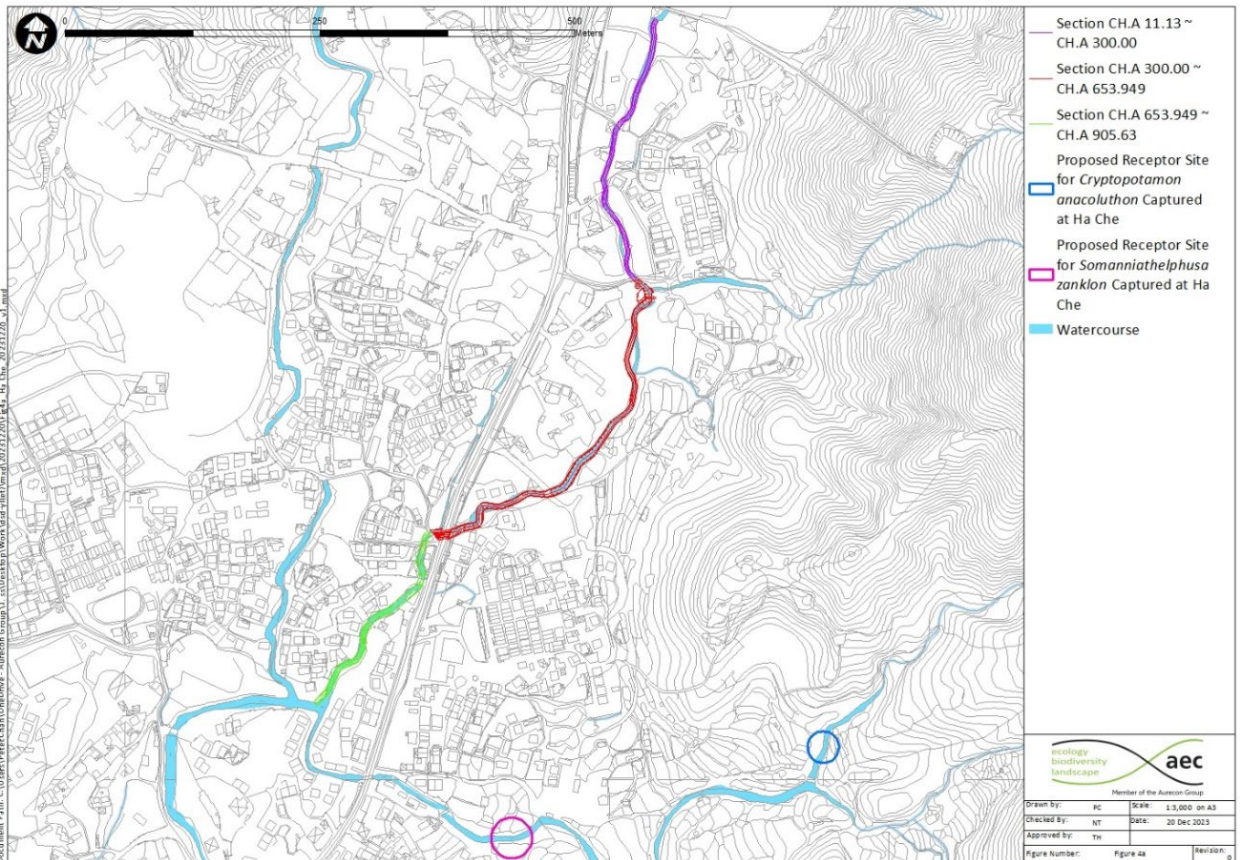 N
0
250
500
Meters
Section CH.A 11.13 ~
CH.A 300.00
Section CH.A 300.00 ~
CH.A 653.949
Section CH.A 653.949 ~
CH.A 905.63
Proposed Receptor Site
for Cryptopotamon
anacoluthon Captured
at Ha Che
Proposed Receptor Site
for Somanniathelphusa
zanklon Captured at Ha
Che
Watercourse
ecology
biodiversity
landscape
aec
Member of the Aurecon Group
Drawn by: PC Scale: 1:3,000 on A3
Checked By: NT Date: 20 Dec 2023
Approved by: TH
Figure Number: Figure 4a Revision: 0